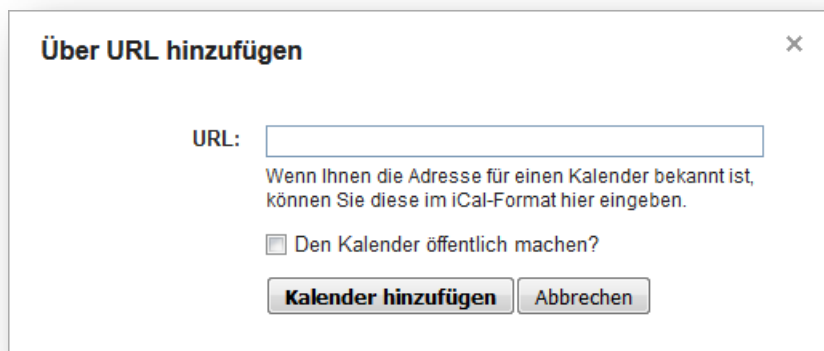 Über URL hinzufügen
URL:
Wenn Ihnen die Adresse für einen Kalender bekannt ist,
können Sie diese im iCal-Format hier eingeben.
Den Kalender öffentlich machen?
Kalender hinzufügen Abbrechen